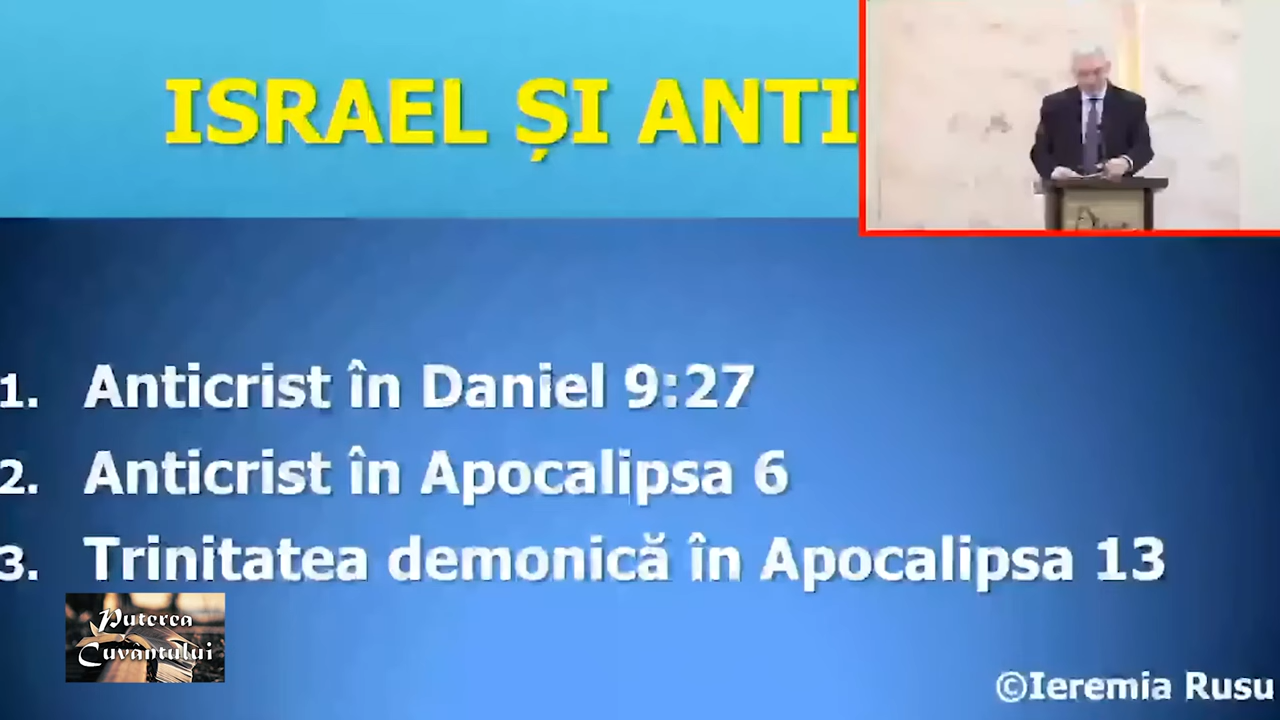 ISRAEL ȘI ANTI
1. Anticrist în Daniel 9:27
2. Anticrist în Apocalipsa 6
3. Trinitatea demonică în Apocalipsa 13
Puterea
Cuvantului
©Ieremia Rusu